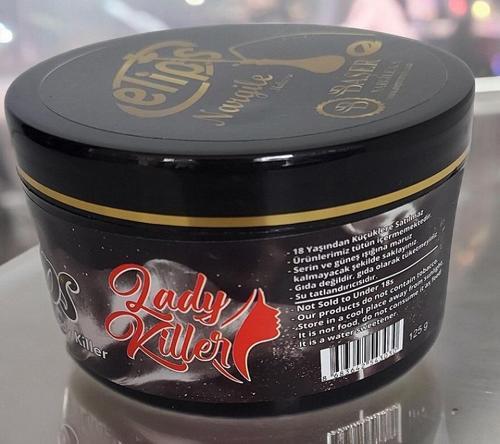 eTips
Nargile
BASER
Lady
Killer
Killer
- 18 Yaşından Küçüklere Satılmaz
- Ürünlerimiz tütün içermemektedir.
- Serin ve güneş ışığına maruz
kalmayacak şekilde saklayınız
- Gıda değildir, gıda olarak tüketmeyiniz.
- Su tatlandırıcısıdır.
- Not Sold to Under 18s
- Our products do not contain tobacco
- Store in a cool place away from sunlight.
- It is not food, do not consume it as food.
- It is a water sweetener.
125 g